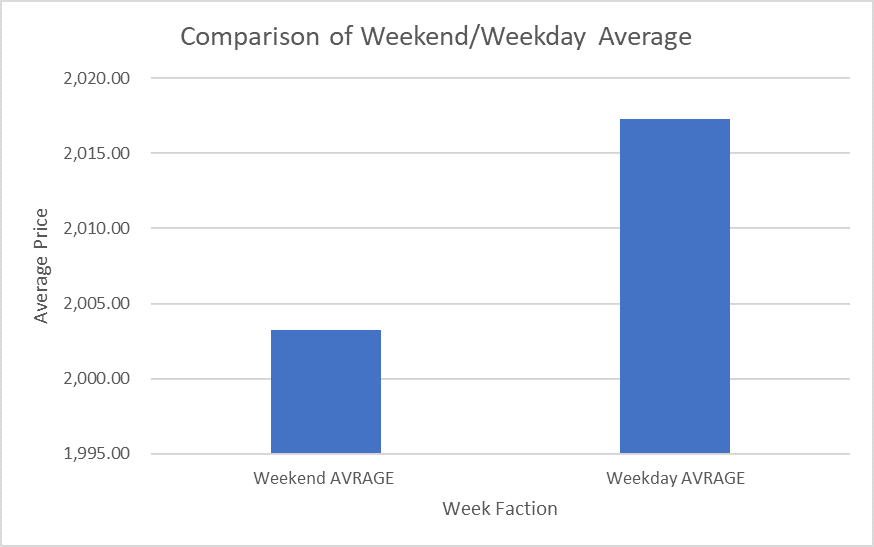 Comparison of Weekend/Weekday Average
2,020.00
2,015.00
2,010.00
2,005.00
2,000.00
1,995.00
Average Price
Weekend AVRAGE
Weekday AVRAGE
Week Faction